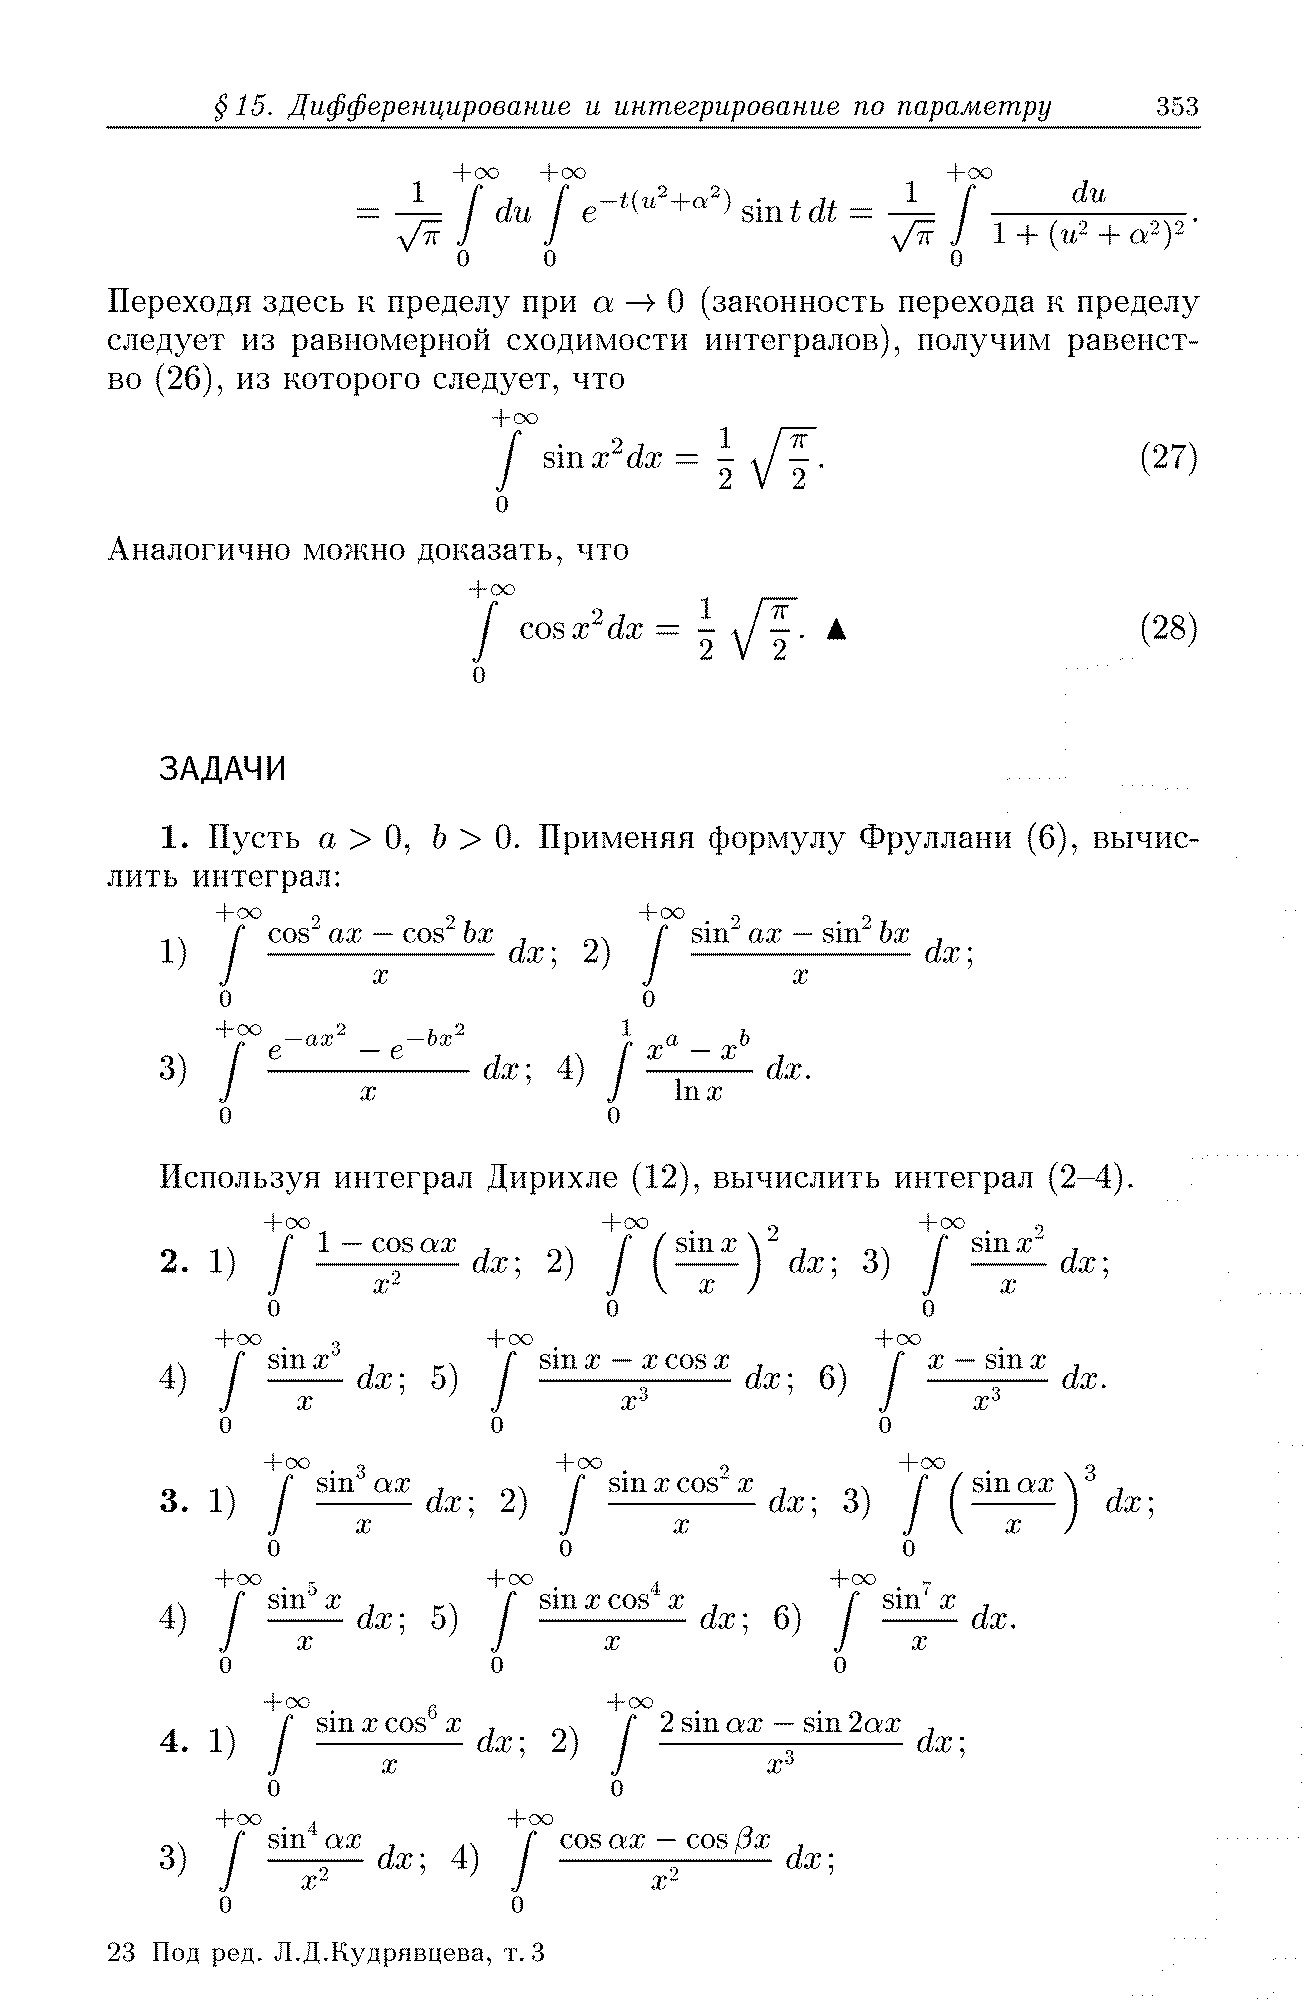 § 15. Дифференцирование и интегрирование по параметру 353
= \frac{1}{\sqrt{\pi}} \int_0^{+\infty} du \int_0^{+\infty} e^{-t(u^2+\alpha^2)} \sin t\, dt = \frac{1}{\sqrt{\pi}} \int_0^{+\infty} \frac{du}{1 + (u^2 + \alpha^2)^2}.
Переходя здесь к пределу при α → 0 (законность перехода к пределу
следует из равномерной сходимости интегралов), получим равенст-
во (26), из которого следует, что
\int_0^{+\infty} \sin x^2 dx = \frac{1}{2} \sqrt{\frac{\pi}{2}}. (27)
Аналогично можно доказать, что
\int_0^{+\infty} \cos x^2 dx = \frac{1}{2} \sqrt{\frac{\pi}{2}}. ▲ (28)
ЗАДАЧИ
1. Пусть a > 0, b > 0. Применяя формулу Фруллани (6), вычис-
лить интеграл:
1) \int_0^{+\infty} \frac{\cos^2 ax - \cos^2 bx}{x} dx; 2) \int_0^{+\infty} \frac{\sin^2 ax - \sin^2 bx}{x} dx;
3) \int_0^{+\infty} \frac{e^{-ax^2} - e^{-bx^2}}{x} dx; 4) \int_0^1 \frac{x^a - x^b}{\ln x} dx.
Используя интеграл Дирихле (12), вычислить интеграл (2–4).
2. 1) \int_0^{+\infty} \frac{1 - \cos \alpha x}{x^2} dx; 2) \int_0^{+\infty} \left(\frac{\sin x}{x}\right)^2 dx; 3) \int_0^{+\infty} \frac{\sin x^2}{x} dx;
4) \int_0^{+\infty} \frac{\sin x^3}{x} dx; 5) \int_0^{+\infty} \frac{\sin x - x \cos x}{x^3} dx; 6) \int_0^{+\infty} \frac{x - \sin x}{x^3} dx.
3. 1) \int_0^{+\infty} \frac{\sin^3 \alpha x}{x} dx; 2) \int_0^{+\infty} \frac{\sin x \cos^2 x}{x} dx; 3) \int_0^{+\infty} \left(\frac{\sin \alpha x}{x}\right)^3 dx;
4) \int_0^{+\infty} \frac{\sin^5 x}{x} dx; 5) \int_0^{+\infty} \frac{\sin x \cos^4 x}{x} dx; 6) \int_0^{+\infty} \frac{\sin^7 x}{x} dx.
4. 1) \int_0^{+\infty} \frac{\sin x \cos^6 x}{x} dx; 2) \int_0^{+\infty} \frac{2 \sin \alpha x - \sin 2\alpha x}{x^3} dx;
3) \int_0^{+\infty} \frac{\sin^4 \alpha x}{x^2} dx; 4) \int_0^{+\infty} \frac{\cos \alpha x - \cos \beta x}{x^2} dx;
23 Под ред. Л.Д.Кудрявцева, т. 3